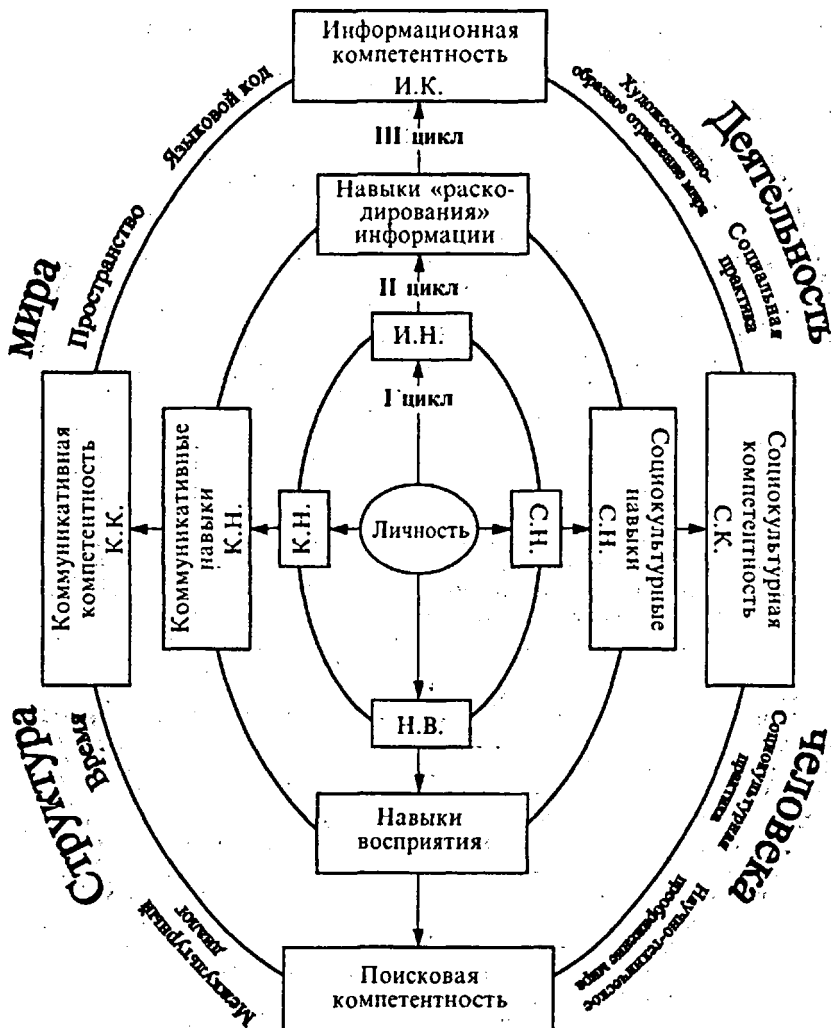 Информационная
компетентность
И.К.
III цикл
Навыки «раско-
дирования»
информации
II цикл
И.Н.
I цикл
Языковой код
Пространство
мира
Художественно-
образное отражение мира
Деятельность
Социальная
практика
Коммуникативная
компетентность
К.К.
Коммуникативные
навыки
К.Н.
К.Н.
Личность
С.Н.
Социокультурные
навыки
С.Н.
Социокультурная
компетентность
С.К.
Н.В.
Навыки
восприятия
Поисковая
компетентность
Структура
Время
Межкультурный
диалог
человека
Социокультурная
практика
Научно-техническое
преображение мира